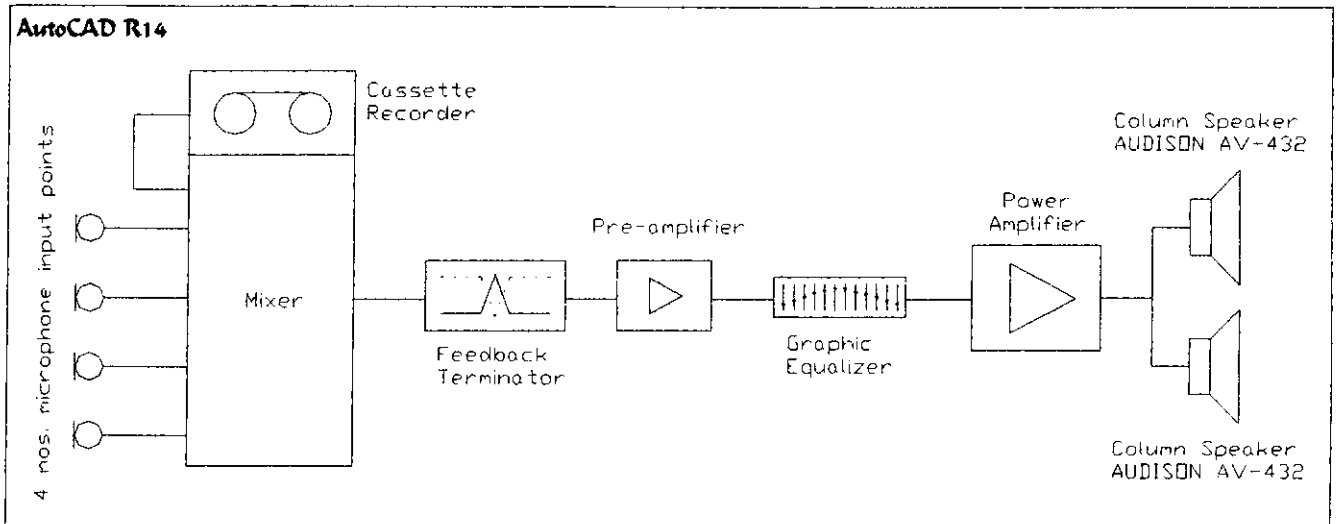 AutoCAD R14
4 nos. microphone input points
Cassette
Recorder
Mixer
Feedback
Terminator
Pre-amplifier
Graphic
Equalizer
Power
Amplifier
Column Speaker
AUDISON AV-432
Column Speaker
AUDISON AV-432